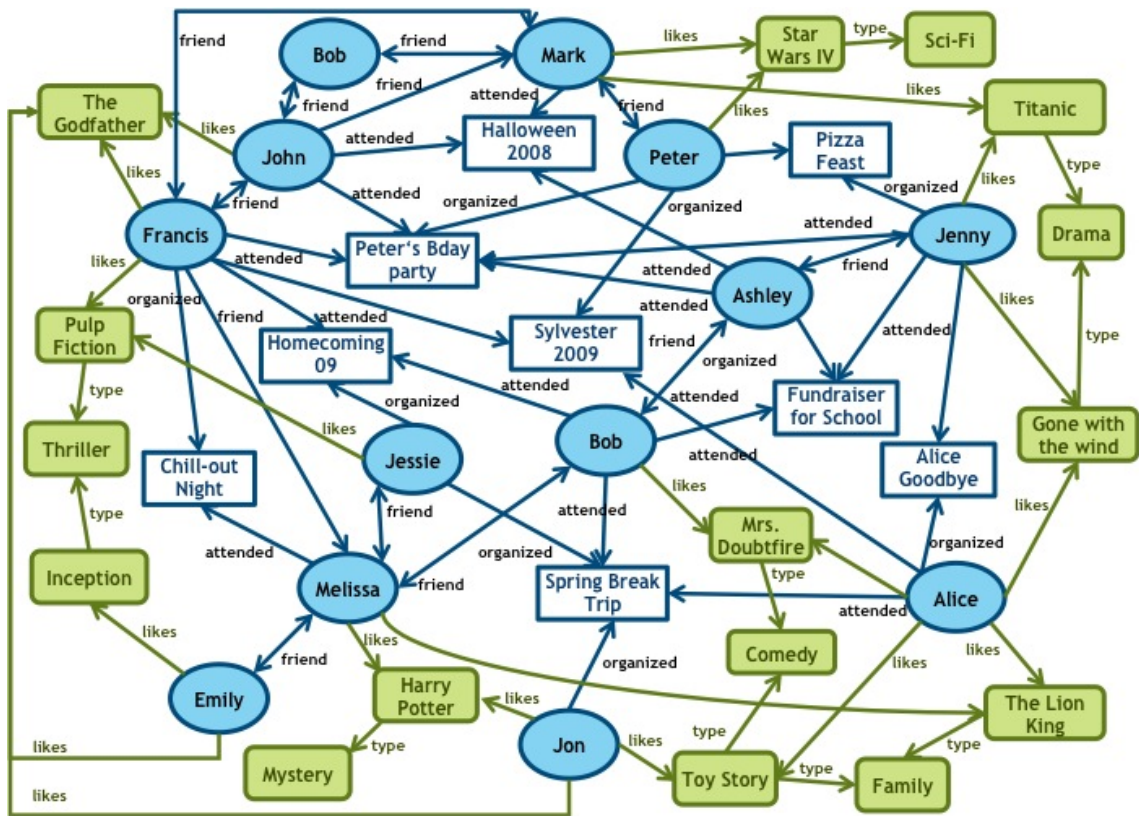 friend
Bob
friend
Mark
likes
Star
Wars IV
type
Sci-Fi
The
Godfather
likes
friend
John
friend
attended
attended
Halloween
2008
friend
Peter
likes
likes
Pizza
Feast
Titanic
type
likes
Francis
friend
attended
organized
organized
organized
likes
Jenny
Drama
attended
attended
Peter's Bday
party
attended
Ashley
friend
likes
organized
friend
attended
attended
friend
Pulp
Fiction
Homecoming
09
Sylvester
2009
organized
attended
likes
type
type
attended
organized
attended
Fundraiser
for School
Gone with
the wind
Thriller
Chill-out
Night
likes
Jessie
Bob
attended
Alice
Goodbye
type
friend
attended
likes
likes
attended
organized
Mrs.
Doubtfire
organized
Inception
Melissa
friend
Spring Break
Trip
type
attended
Alice
likes
friend
likes
organized
Comedy
likes
likes
Emily
Harry
Potter
likes
The Lion
King
likes
type
Jon
likes
type
type
Mystery
Toy Story
type
Family
likes